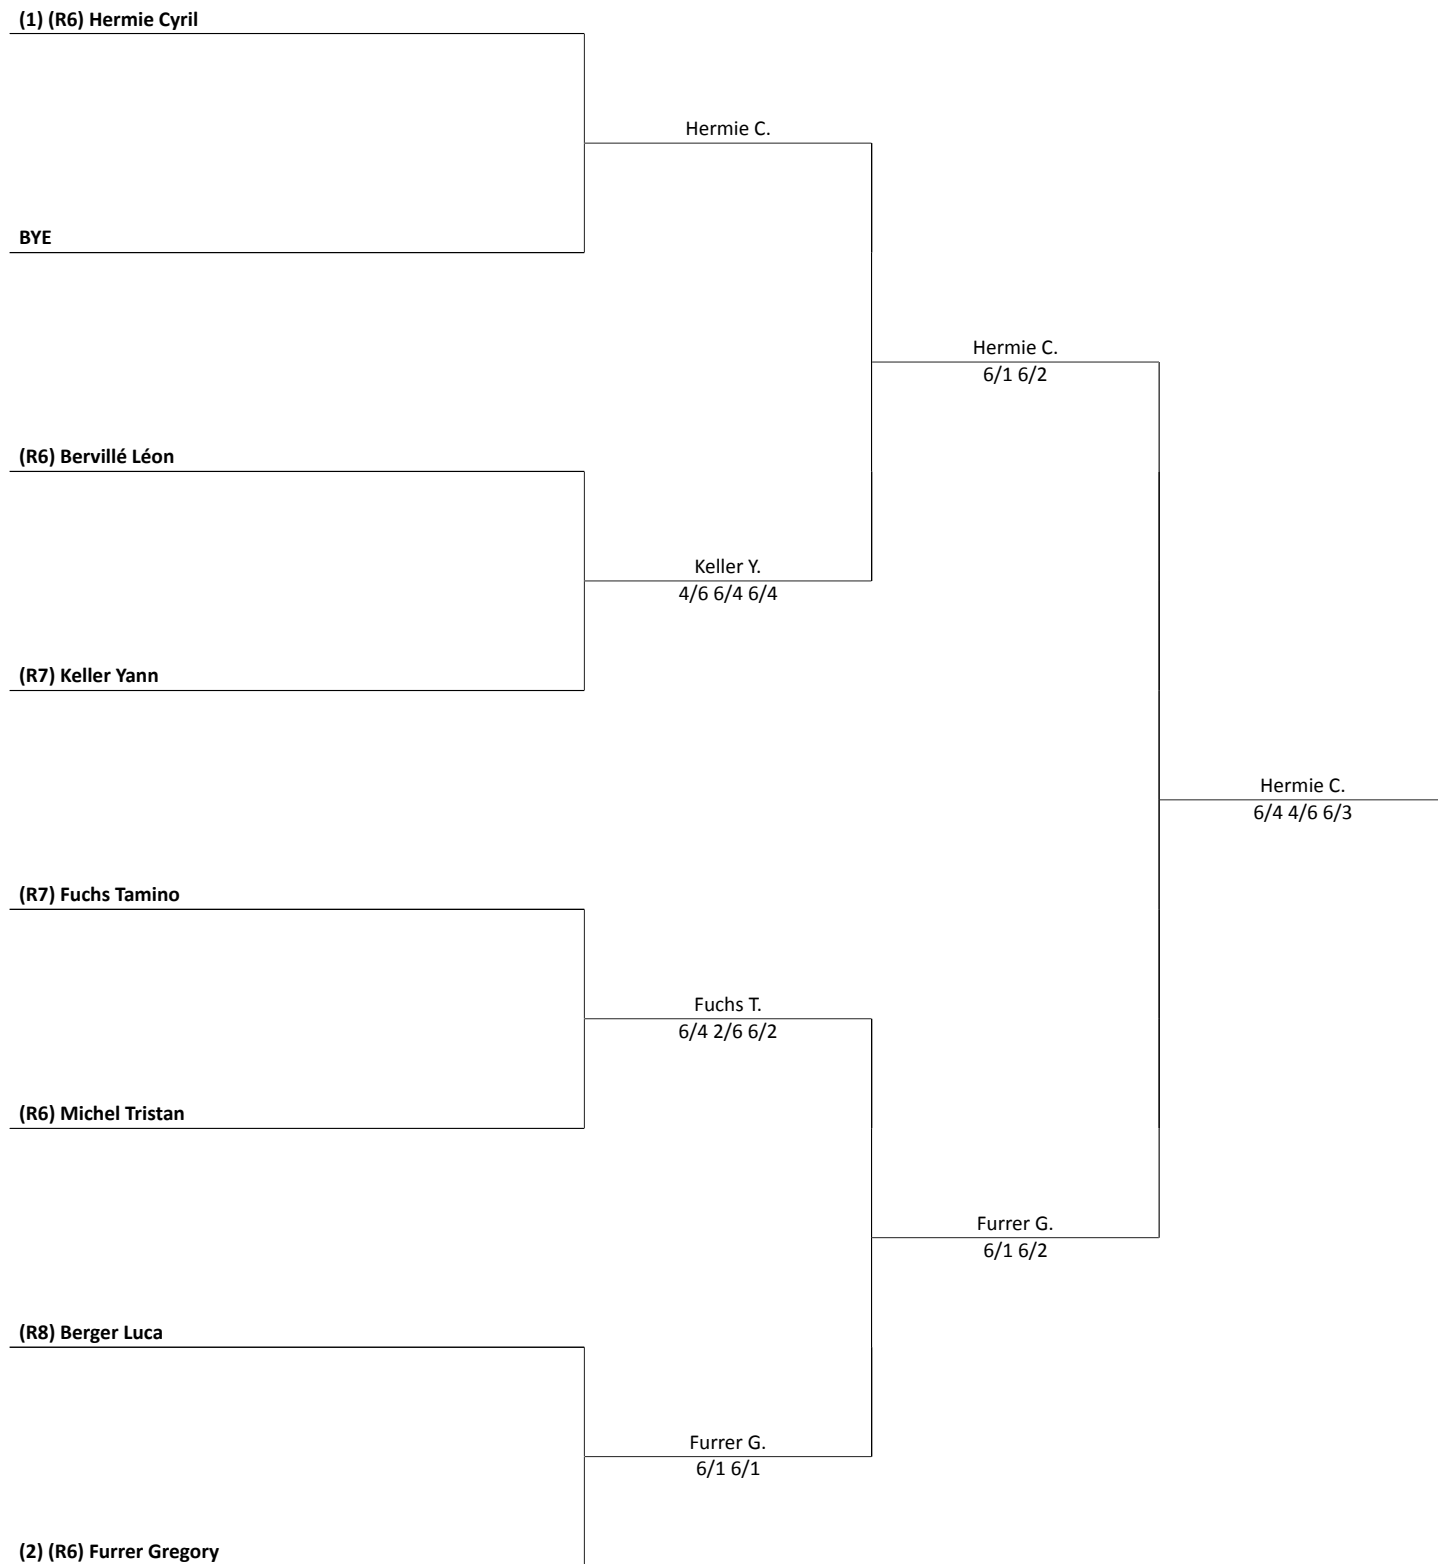 (1) (R6) Hermie Cyril
Hermie C.
BYE
Hermie C.
6/1 6/2
(R6) Bervillé Léon
Keller Y.
4/6 6/4 6/4
(R7) Keller Yann
Hermie C.
6/4 4/6 6/3
(R7) Fuchs Tamino
Fuchs T.
6/4 2/6 6/2
(R6) Michel Tristan
Furrer G.
6/1 6/2
(R8) Berger Luca
Furrer G.
6/1 6/1
(2) (R6) Furrer Gregory